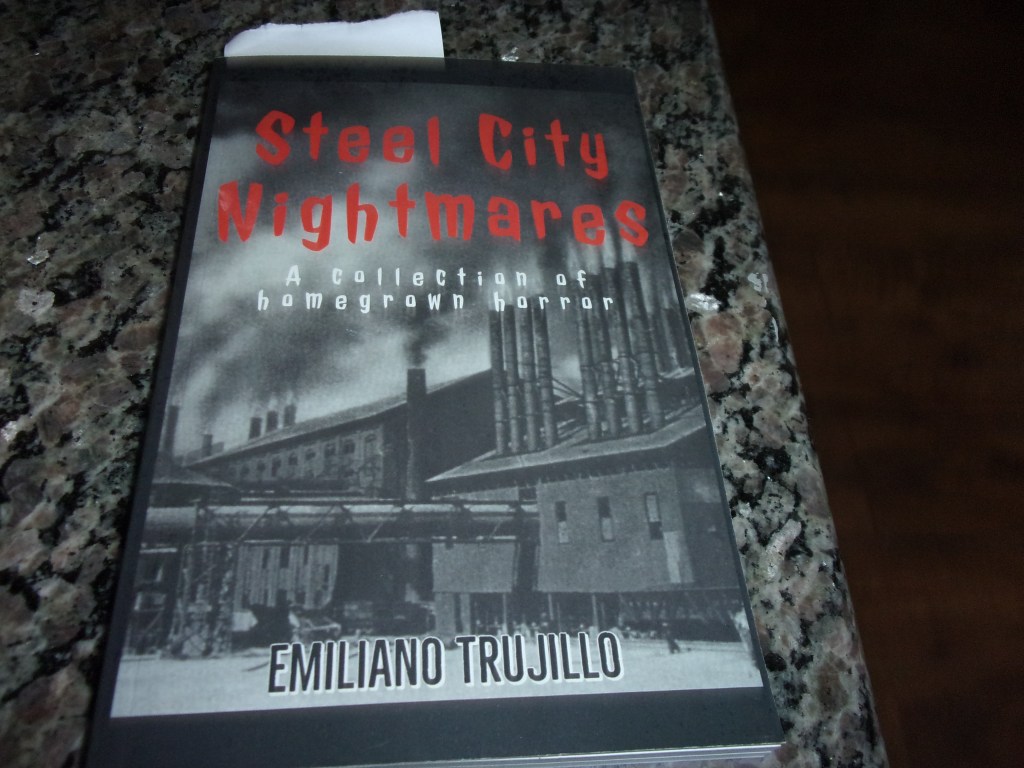 Steel City
Nightmares
A collection of
homegrown horror
EMILIANO TRUJILLO